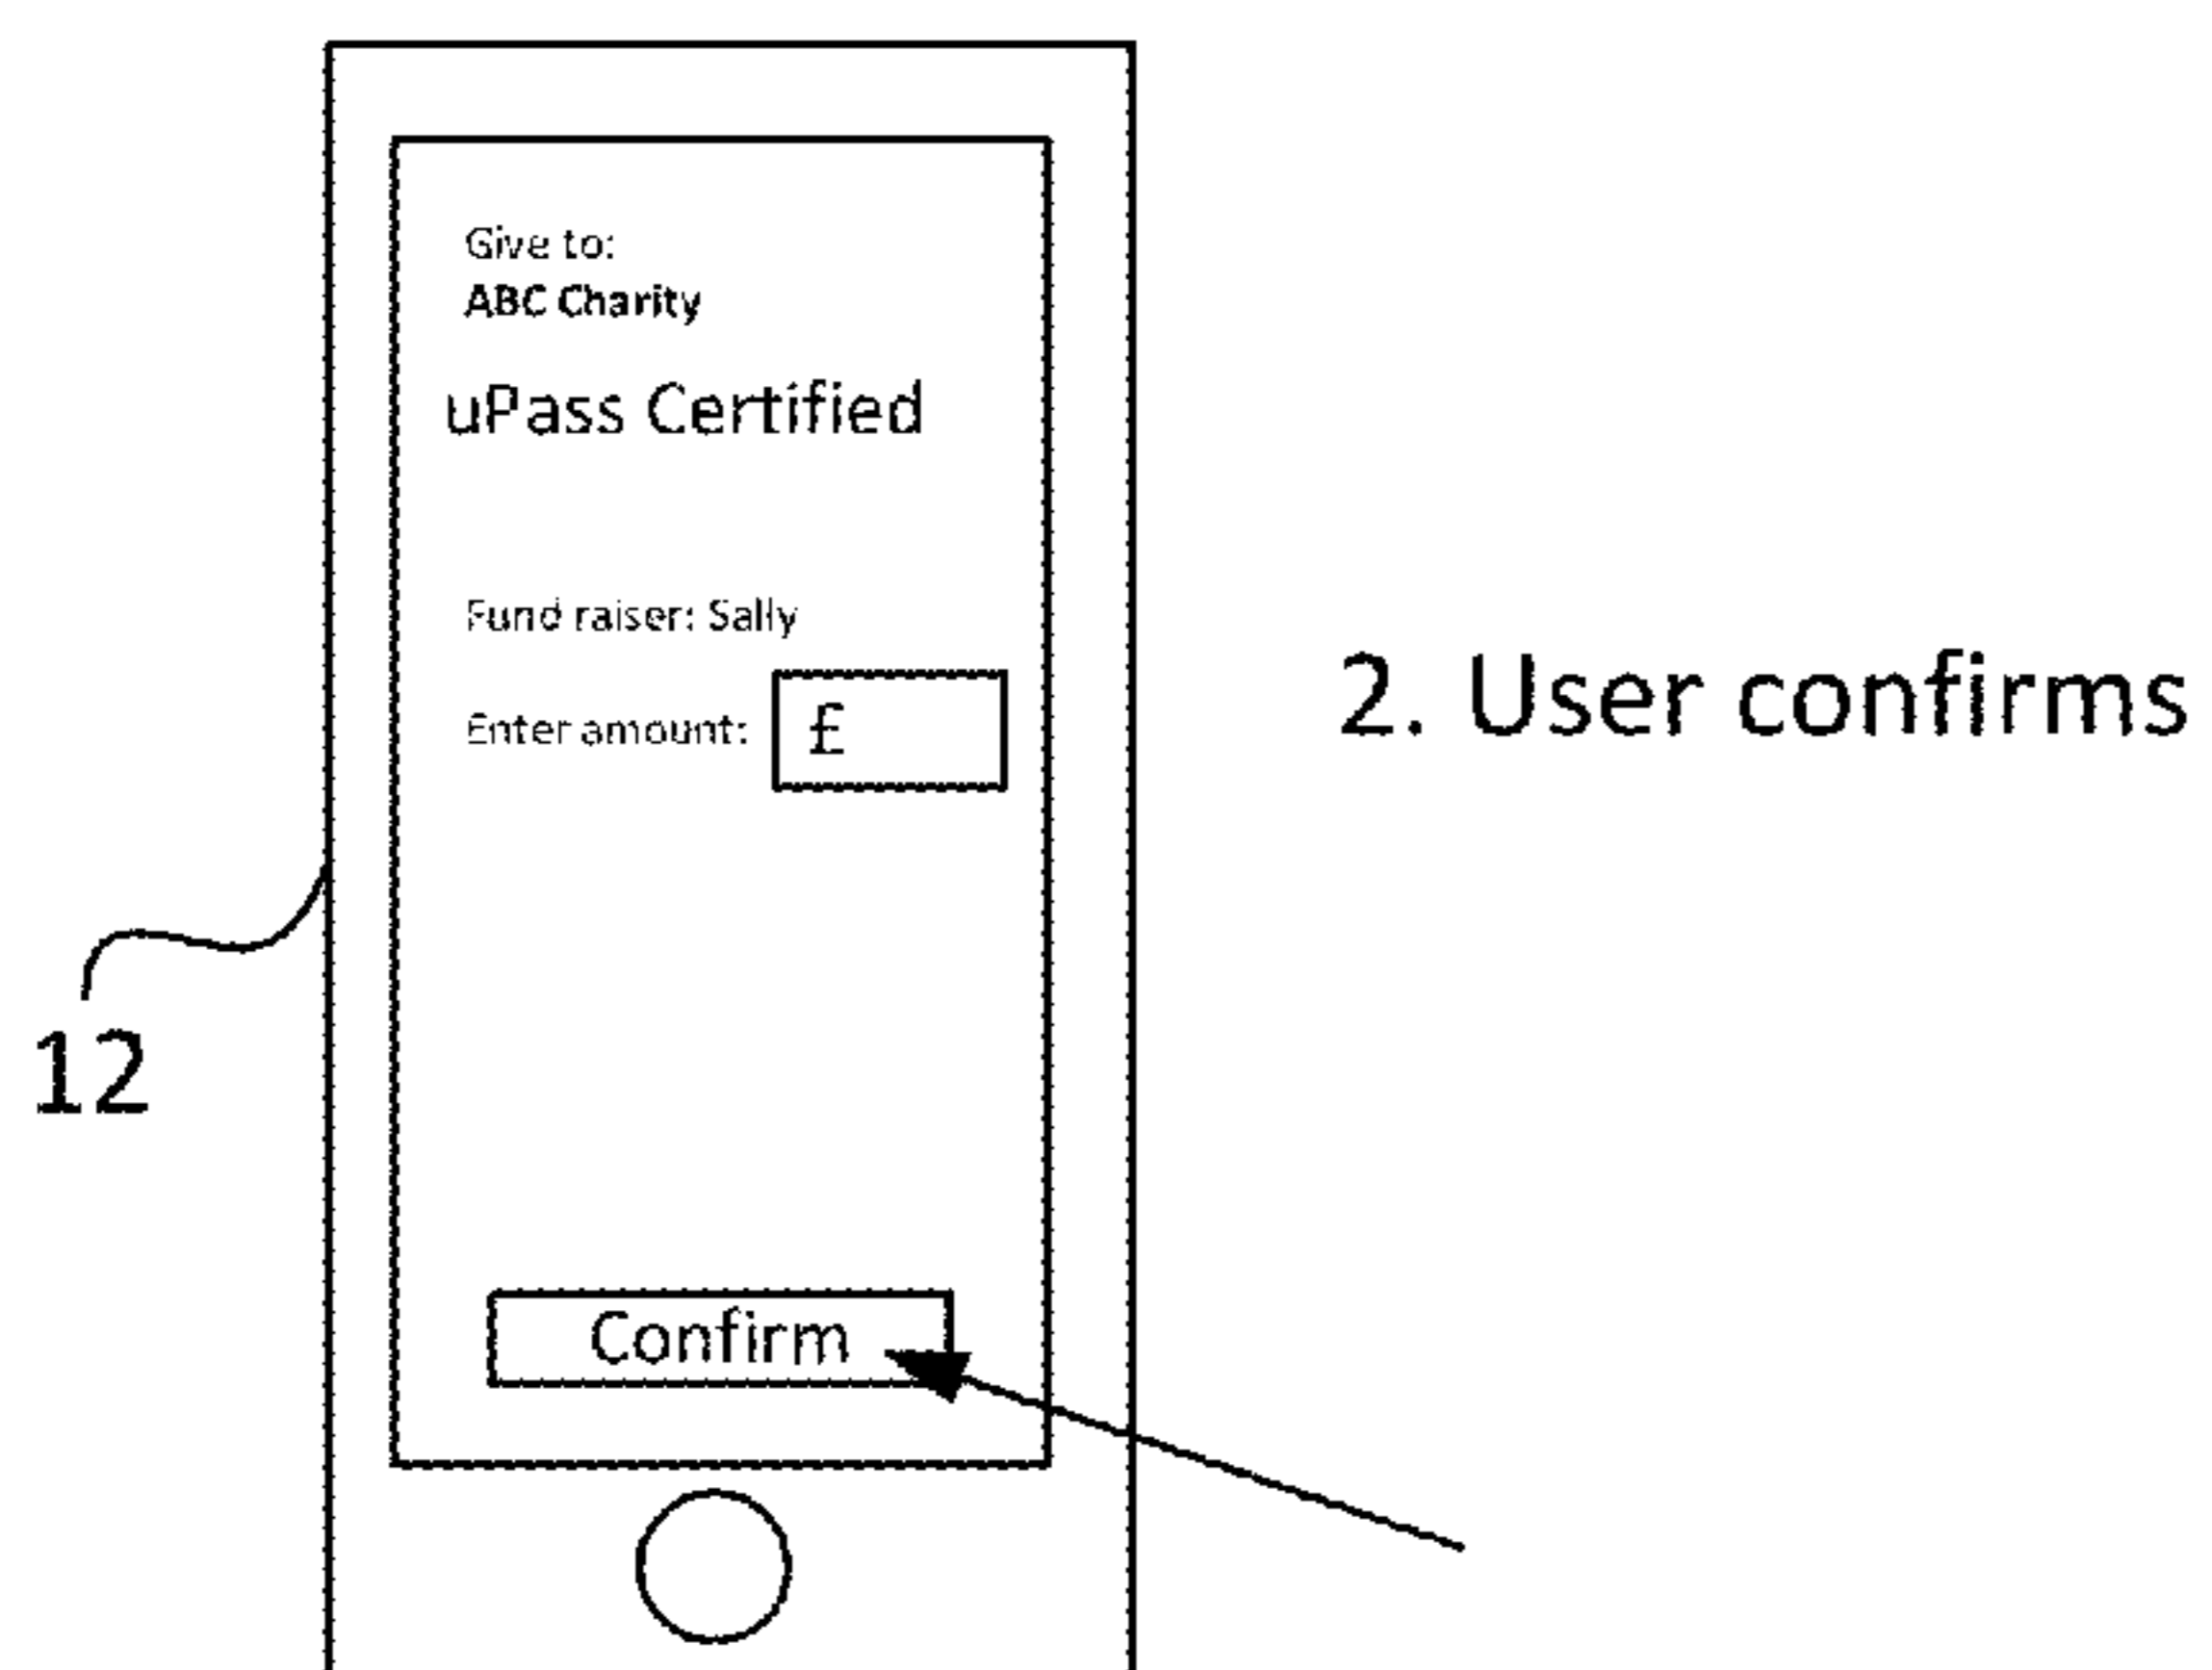 Give to:
ABC Charity
uPass Certified
Fund raiser: Sally
Enter amount: £
2. User confirms
12
Confirm